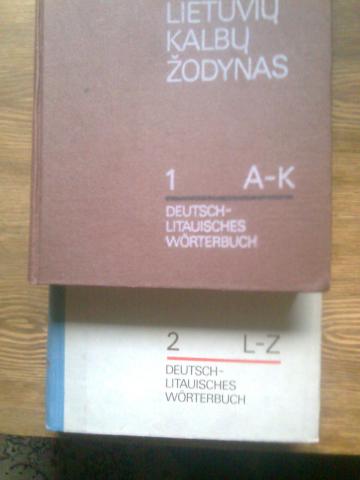 LIETUVIŲ
KALBŲ
ŽODYNAS
1 A-K
DEUTSCH-
LITAUISCHES
WÖRTERBUCH
2 L-Z
DEUTSCH-
LITAUISCHES
WÖRTERBUCH